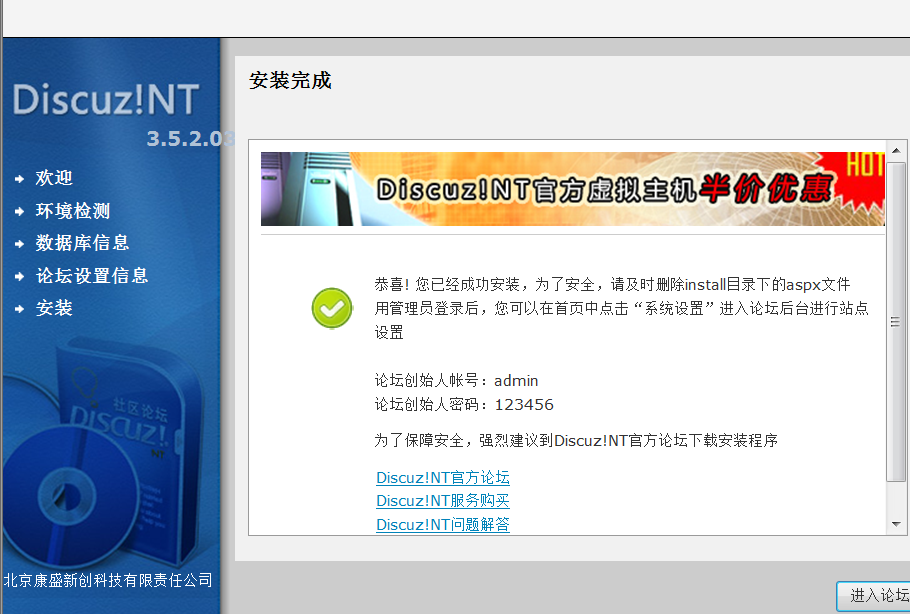 Discuz!NT
3.5.2.03
欢迎
环境检测
数据库信息
论坛设置信息
安装
社区论坛
DISCUZ!
NT
北京康盛新创科技有限责任公司
安装完成
Discuz!NT官方虚拟主机半价优惠
HOT
恭喜! 您已经成功安装，为了安全，请及时删除install目录下的aspx文件
用管理员登录后，您可以在首页中点击“系统设置”进入论坛后台进行站点
设置
论坛创始人帐号：admin
论坛创始人密码：123456
为了保障安全，强烈建议到Discuz!NT官方论坛下载安装程序
Discuz!NT官方论坛
Discuz!NT服务购买
Discuz!NT问题解答
进入论坛